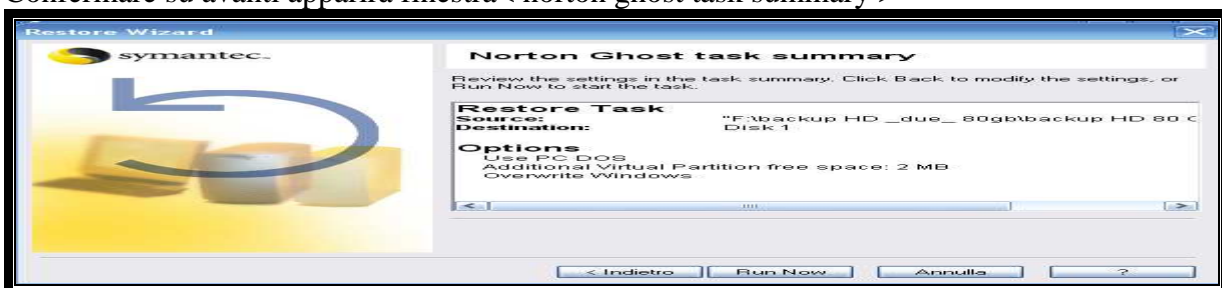 Confermare su avanti apparirà finestra < norton ghost task summary >
Restore Wizard
symantec.
Norton Ghost task summary
Review the settings in the task summary. Click Back to modify the settings, or
Run Now to start the task.
Restore Task
Source: "F:\backup HD _due_ 80gb\backup HD 80
Destination: Disk 1
Options
Use PC DOS
Additional Virtual Partition free space: 2 MB
Overwrite Windows
< Indietro Run Now Annulla ?